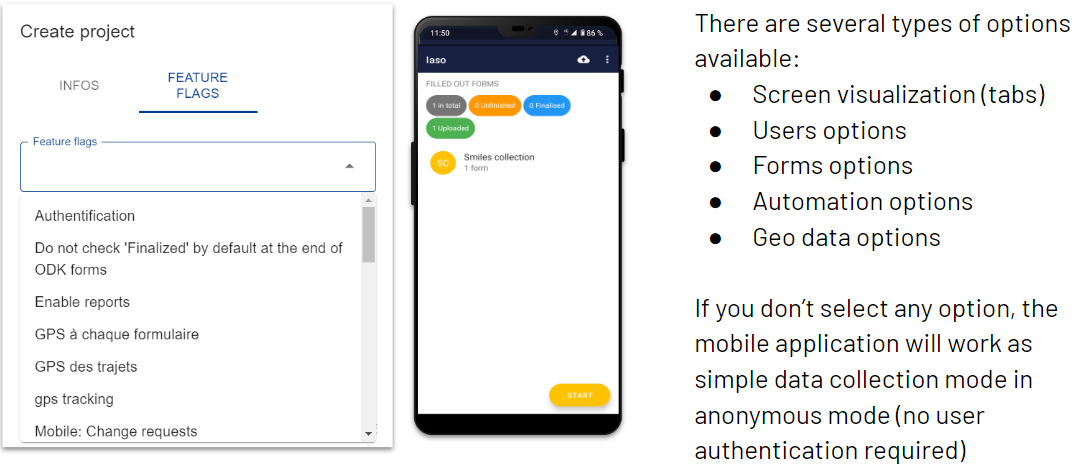 Create project
INFOS
FEATURE
FLAGS
Feature flags
Authentification
Do not check 'Finalized' by default at the end of
ODK forms
Enable reports
GPS à chaque formulaire
GPS des trajets
gps tracking
Mobile: Change requests
11:50
86 %
Iaso
FILLED OUT FORMS
1 in total
0 Unfinished
0 Finalised
1 Uploaded
SC
Smiles collection
1 form
START
There are several types of options
available:
● Screen visualization (tabs)
● Users options
● Forms options
● Automation options
● Geo data options
If you don’t select any option, the
mobile application will work as
simple data collection mode in
anonymous mode (no user
authentication required)